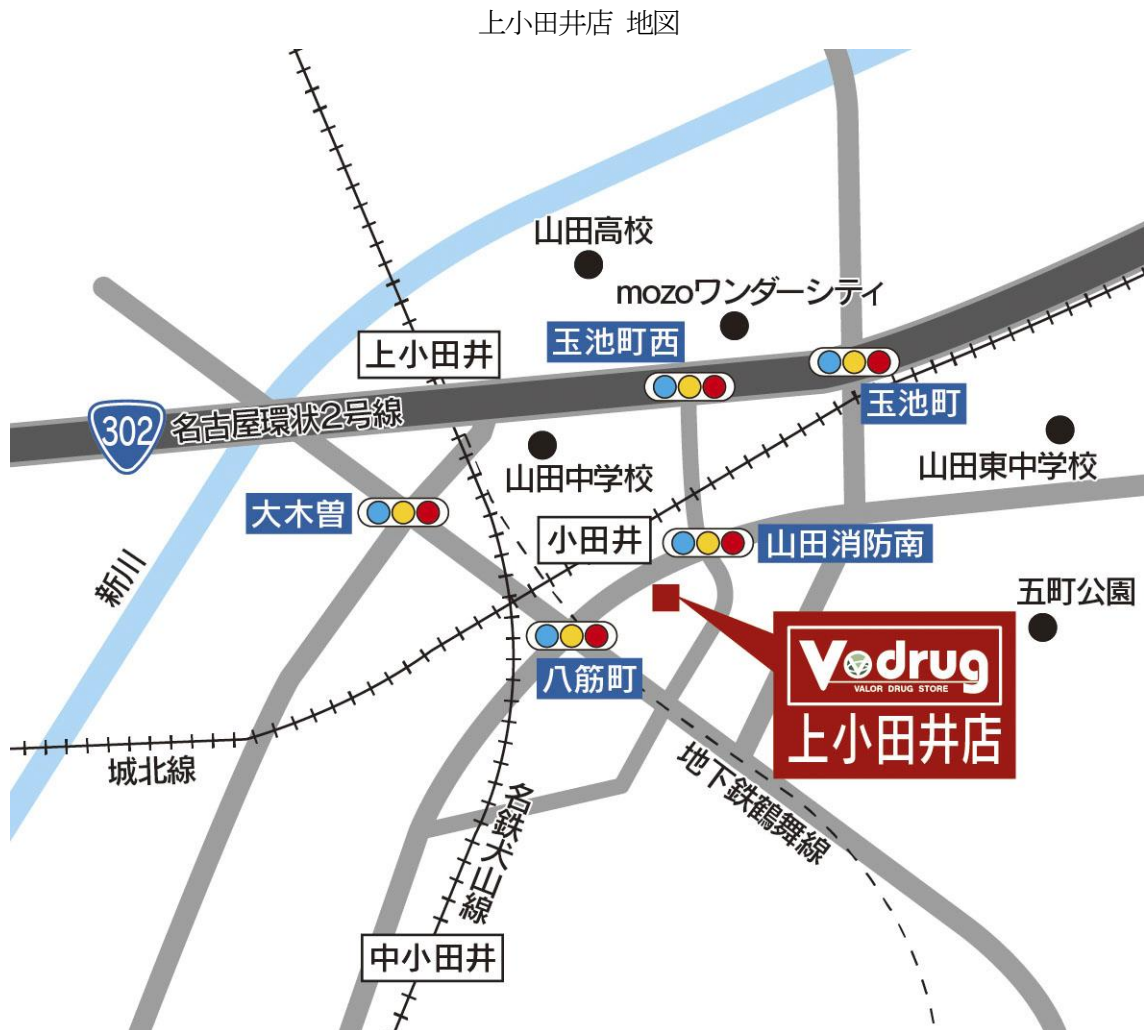 上小田井店 地図
山田高校
mozoワンダーシティ
上小田井
玉池町西
玉池町
302
名古屋環状2号線
山田中学校
山田東中学校
大木曽
小田井
山田消防南
新川
五町公園
八筋町
V drug
VALOR DRUG STORE
上小田井店
城北線
地下鉄鶴舞線
名鉄犬山線
中小田井